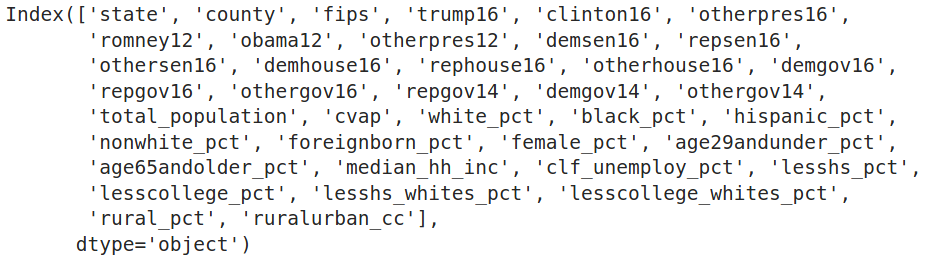 Index(['state', 'county', 'fips', 'trump16', 'clinton16', 'otherpres16',
'romney12', 'obama12', 'otherpres12', 'demsen16', 'repsen16',
'othersen16', 'demhouse16', 'rephouse16', 'otherhouse16', 'demgov16',
'repgov16', 'othergov16', 'repgov14', 'demgov14', 'othergov14',
'total_population', 'cvap', 'white_pct', 'black_pct', 'hispanic_pct',
'nonwhite_pct', 'foreignborn_pct', 'female_pct', 'age29andunder_pct',
'age65andolder_pct', 'median_hh_inc', 'clf_unemploy_pct', 'lesshs_pct',
'lesscollege_pct', 'lesshs_whites_pct', 'lesscollege_whites_pct',
'rural_pct', 'ruralurban_cc'],
dtype='object')